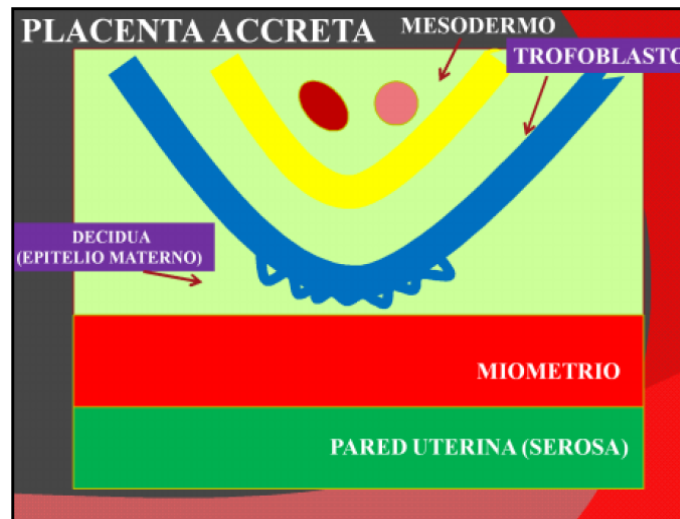 PLACENTA ACCRETA
MESODERMO
TROFOBLASTO
DECIDUA
(EPITELIO MATERNO)
MIOMETRIO
PARED UTERINA (SEROSA)